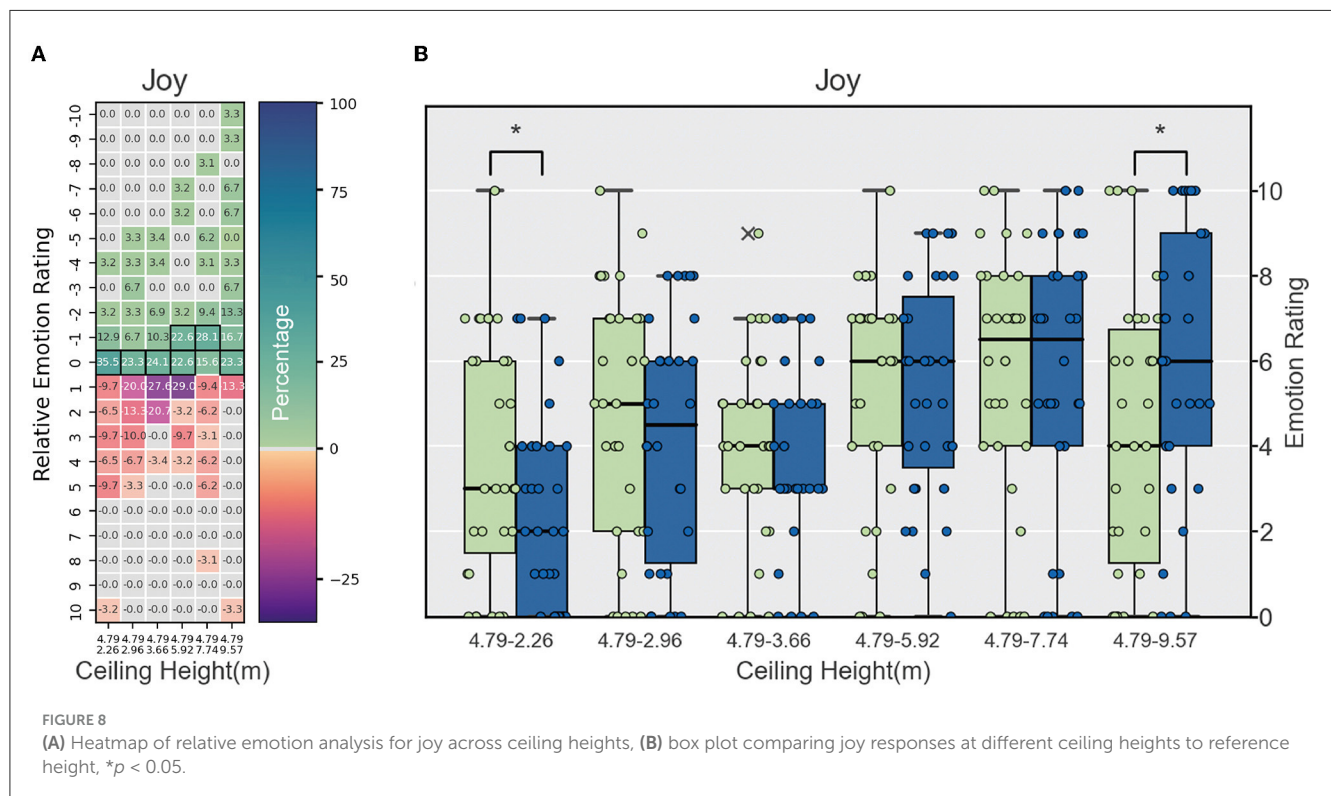 A
B
Joy
Joy
-10 0.0 0.0 0.0 0.0 0.0 3.3
-9 0.0 0.0 0.0 0.0 0.0 3.3
-8 0.0 0.0 0.0 0.0 3.1 0.0
-7 0.0 0.0 0.0 3.2 0.0 6.7
-6 0.0 0.0 0.0 3.2 0.0 6.7
-5 0.0 3.3 3.4 0.0 6.2 0.0
-4 3.2 3.3 3.4 0.0 3.1 3.3
-3 0.0 6.7 0.0 0.0 0.0 6.7
-2 3.2 3.3 6.9 3.2 9.4 13.3
-1 12.9 6.7 10.3 22.6 28.1 16.7
0 35.5 23.3 24.1 22.6 15.6 23.3
1 -9.7 -20.0 -27.6 -29.0 -9.4 -13.3
2 -6.5 -13.3 -20.7 -3.2 -6.2 -0.0
3 -9.7 -10.0 -0.0 -9.7 -3.1 -0.0
4 -6.5 -6.7 -3.4 -3.2 -6.2 -0.0
5 -9.7 -3.3 -0.0 -0.0 -6.2 -0.0
6 -0.0 -0.0 -0.0 -0.0 -0.0 -0.0
7 -0.0 -0.0 -0.0 -0.0 -0.0 -0.0
8 -0.0 -0.0 -0.0 -0.0 -3.1 -0.0
9 -0.0 -0.0 -0.0 -0.0 -0.0 -0.0
10 -3.2 -0.0 -0.0 -0.0 -0.0 -3.3
4.79 4.79 4.79 4.79 4.79 4.79
2.26 2.96 3.66 5.92 7.74 9.57
Relative Emotion Rating
Ceiling Height(m)
100
75
50
25
0
−25
Percentage
*
*
10
8
6
4
2
0
Emotion Rating
4.79-2.26 4.79-2.96 4.79-3.66 4.79-5.92 4.79-7.74 4.79-9.57
Ceiling Height(m)
FIGURE 8
(A) Heatmap of relative emotion analysis for joy across ceiling heights, (B) box plot comparing joy responses at different ceiling heights to reference
height, *p < 0.05.